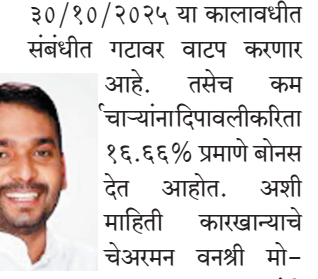 ३०/१०/२०२५ या कालावधीत
संबंधीत गटावर वाटप करणार
आहे. तसेच कम
र्चाऱ्यांनादिपावलीकरिता
१६.६६% प्रमाणे बोनस
देत आहोत. अशी
माहिती कारखान्याचे
चेअरमन वनश्री मो-